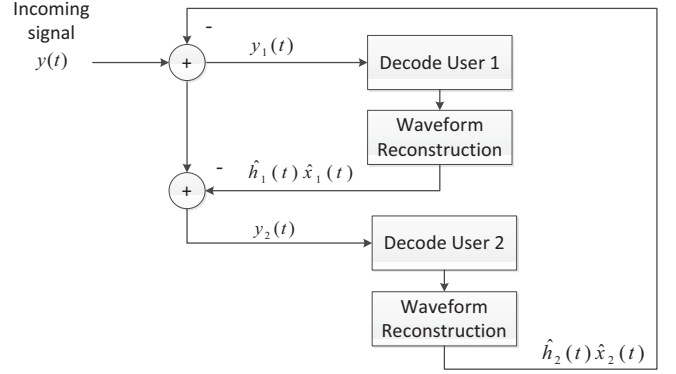 Incoming
signal
y(t)
-
+
y₁(t)
Decode User 1
Waveform
Reconstruction
-
ĥ₁(t) x̂₁(t)
+
y₂(t)
Decode User 2
Waveform
Reconstruction
ĥ₂(t) x̂₂(t)